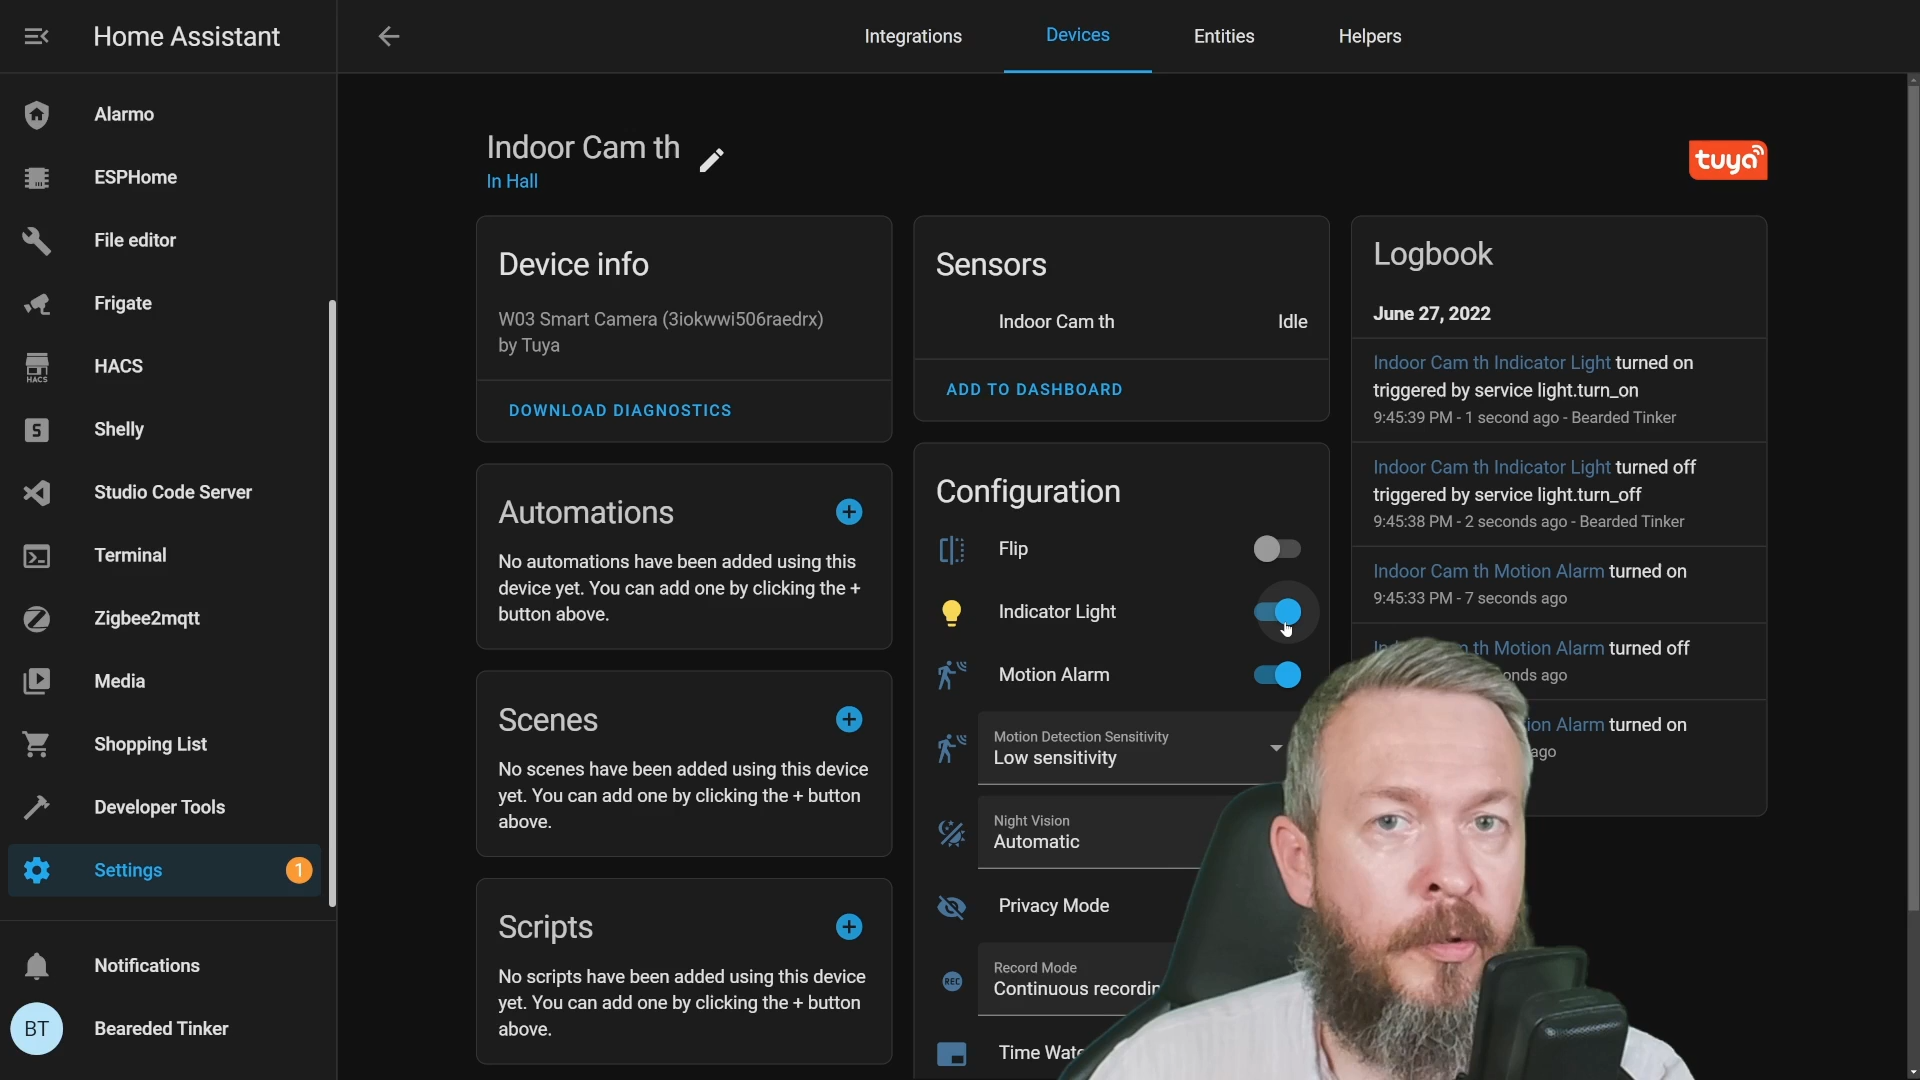 Home Assistant
Integrations
Devices
Entities
Helpers
Alarmo
ESPHome
File editor
Frigate
HACS
HACS
Shelly
S
Studio Code Server
Terminal
Zigbee2mqtt
Media
Shopping List
Developer Tools
Settings
1
Notifications
BT
Beareded Tinker
Indoor Cam th
In Hall
tuya
Device info
W03 Smart Camera (3iokwwi506raedrx)
by Tuya
DOWNLOAD DIAGNOSTICS
Automations
No automations have been added using this
device yet. You can add one by clicking the +
button above.
Scenes
No scenes have been added using this device
yet. You can add one by clicking the + button
above.
Scripts
No scripts have been added using this device
yet. You can add one by clicking the + button
above.
Sensors
Indoor Cam th
Idle
ADD TO DASHBOARD
Configuration
Flip
Indicator Light
Motion Alarm
Motion Detection Sensitivity
Low sensitivity
Night Vision
Automatic
Privacy Mode
REC
Record Mode
Continuous
Time
Logbook
June 27, 2022
Indoor Cam th Indicator Light turned on
triggered by service light.turn_on
9:45:39 PM - 1 second ago - Bearded Tinker
Indoor Cam th Indicator Light turned off
triggered by service light.turn_off
9:45:38 PM - 2 seconds ago - Bearded Tinker
Indoor Cam th Motion Alarm turned on
9:45:33 PM - 7 seconds ago
th Motion Alarm turned off
ago
Alarm turned on
ago